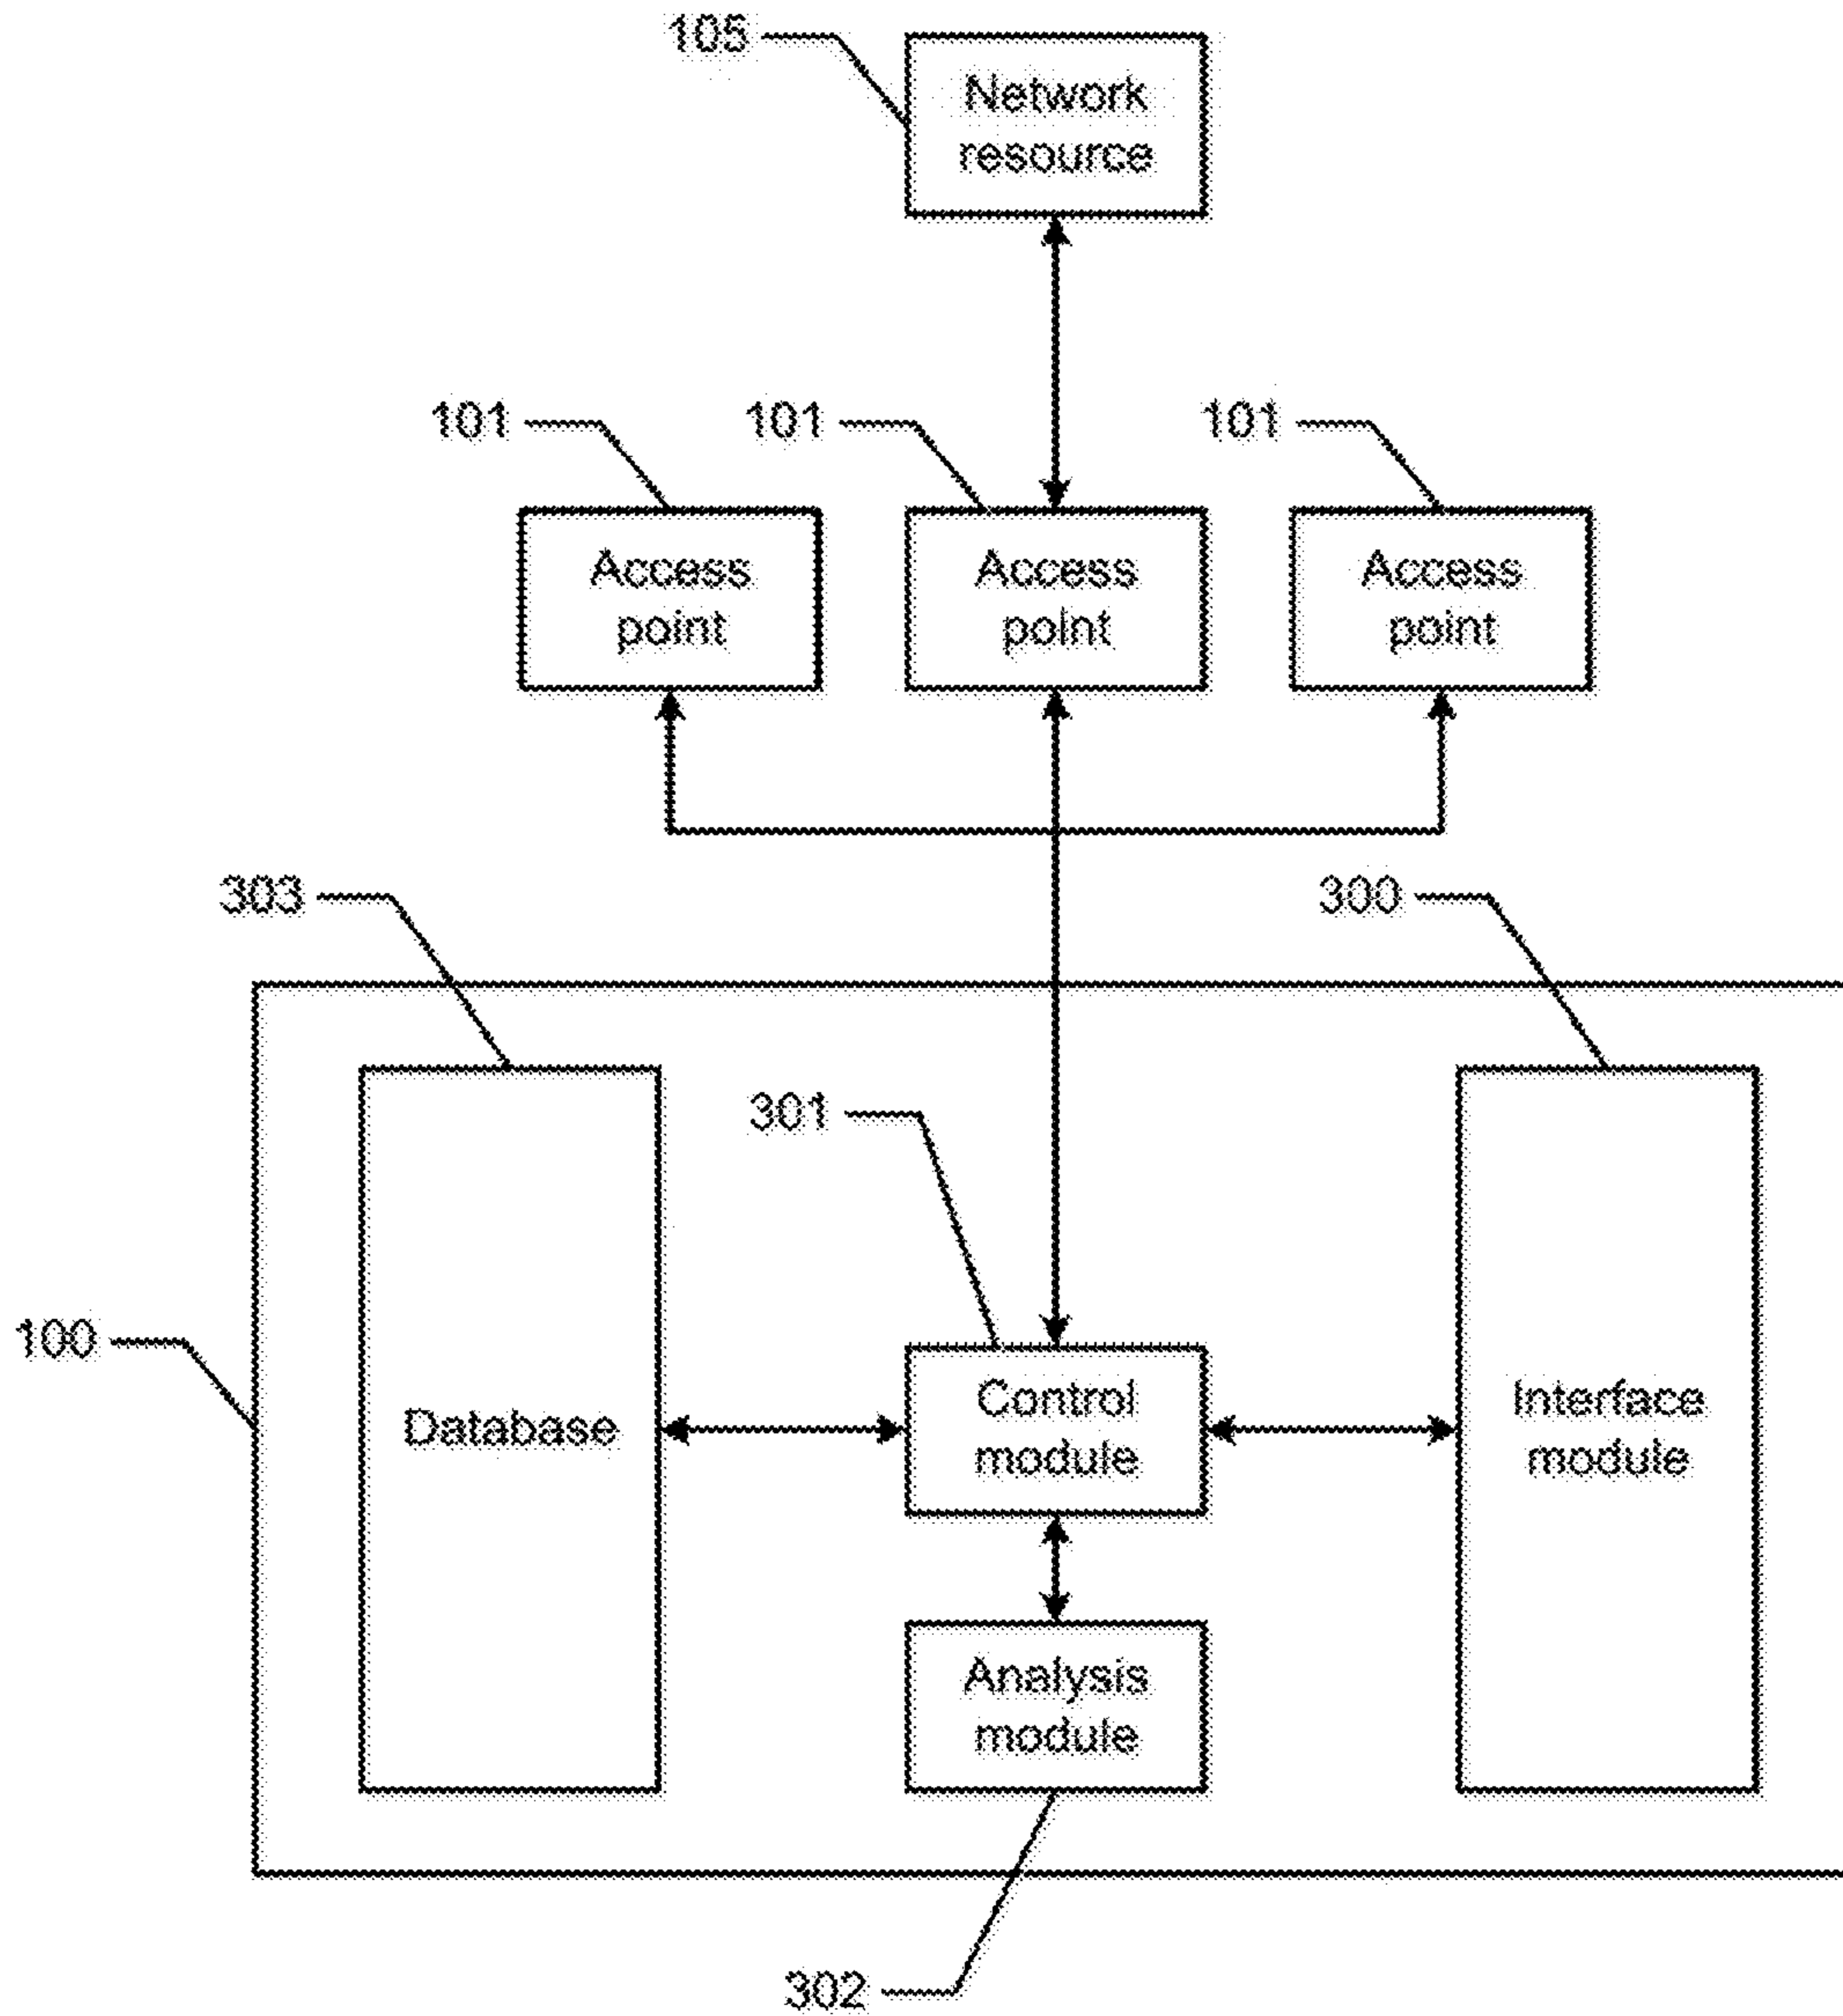 105
Network
resource
101
101
101
Access
point
Access
point
Access
point
303
300
301
100
Database
Control
module
Interface
module
Analysis
module
302